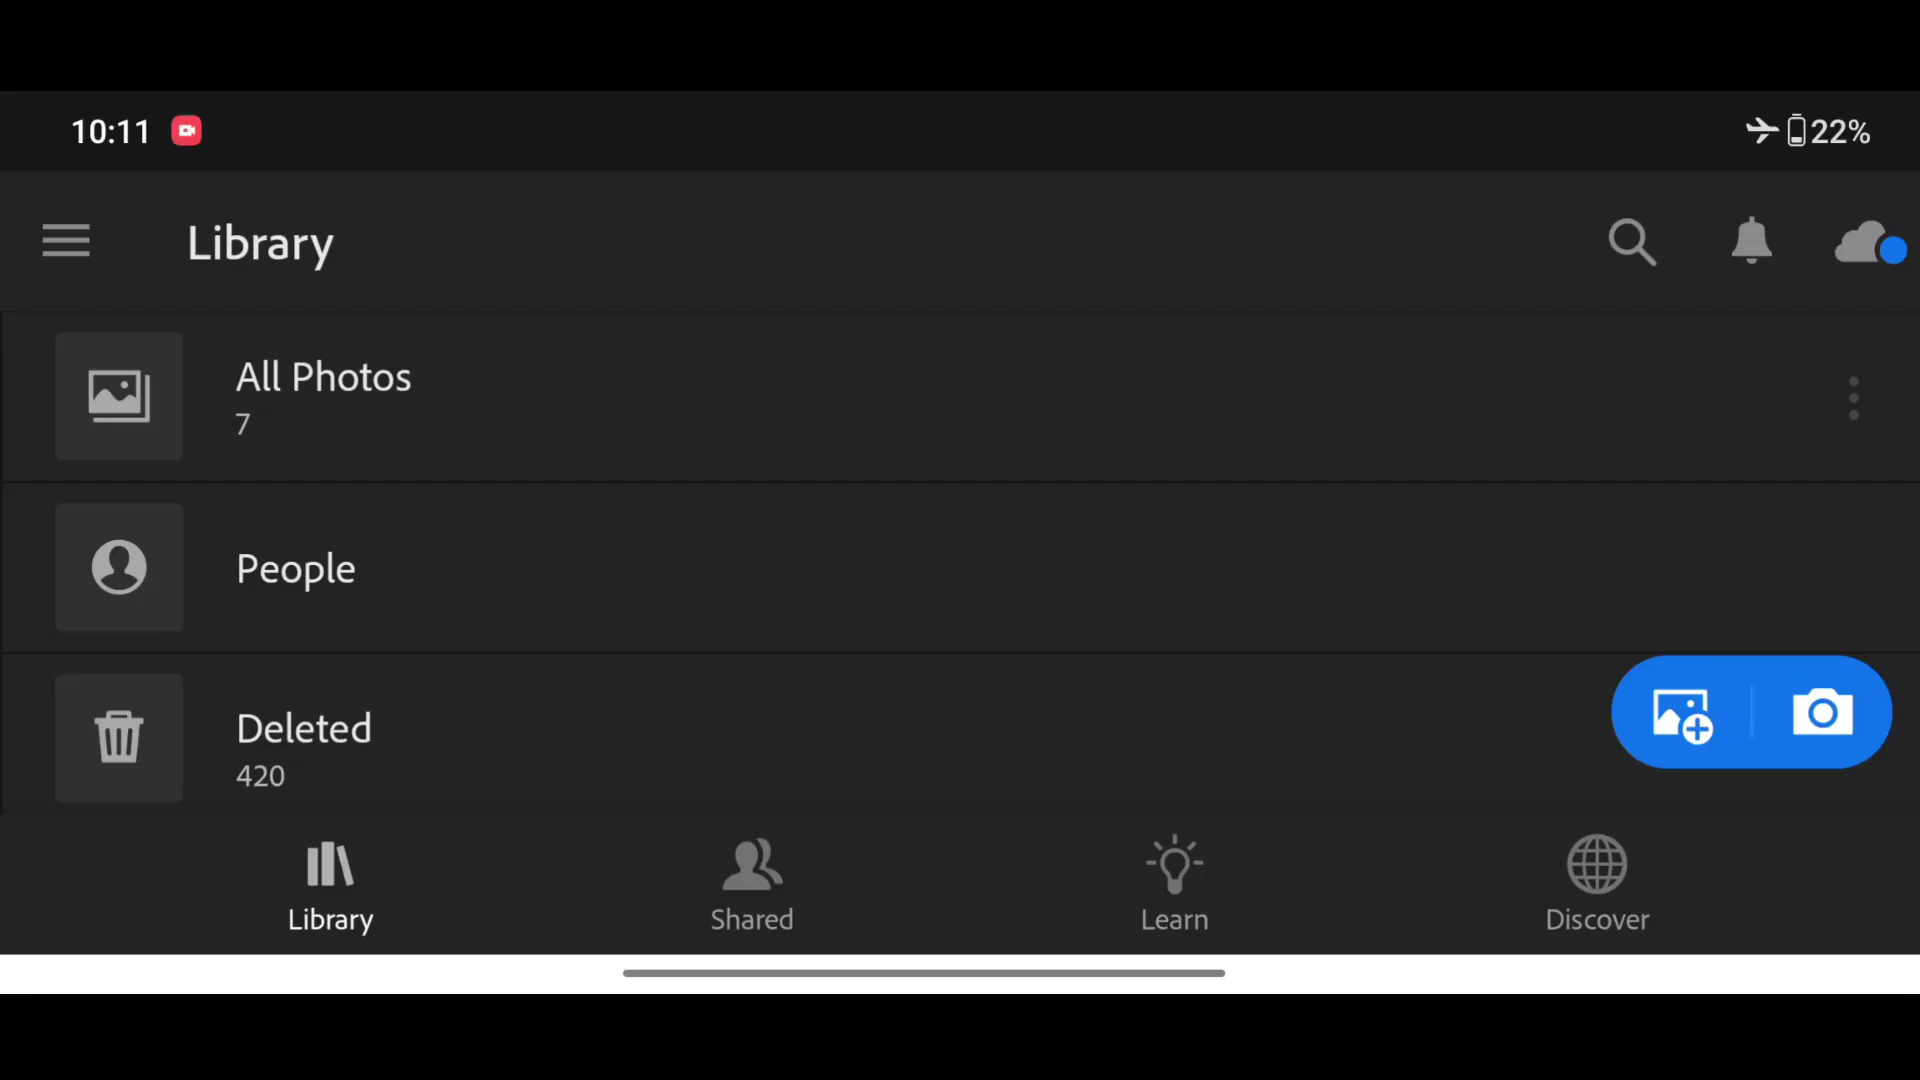 10:11
22%
Library
All Photos
7
People
Deleted
420
Library
Shared
Learn
Discover